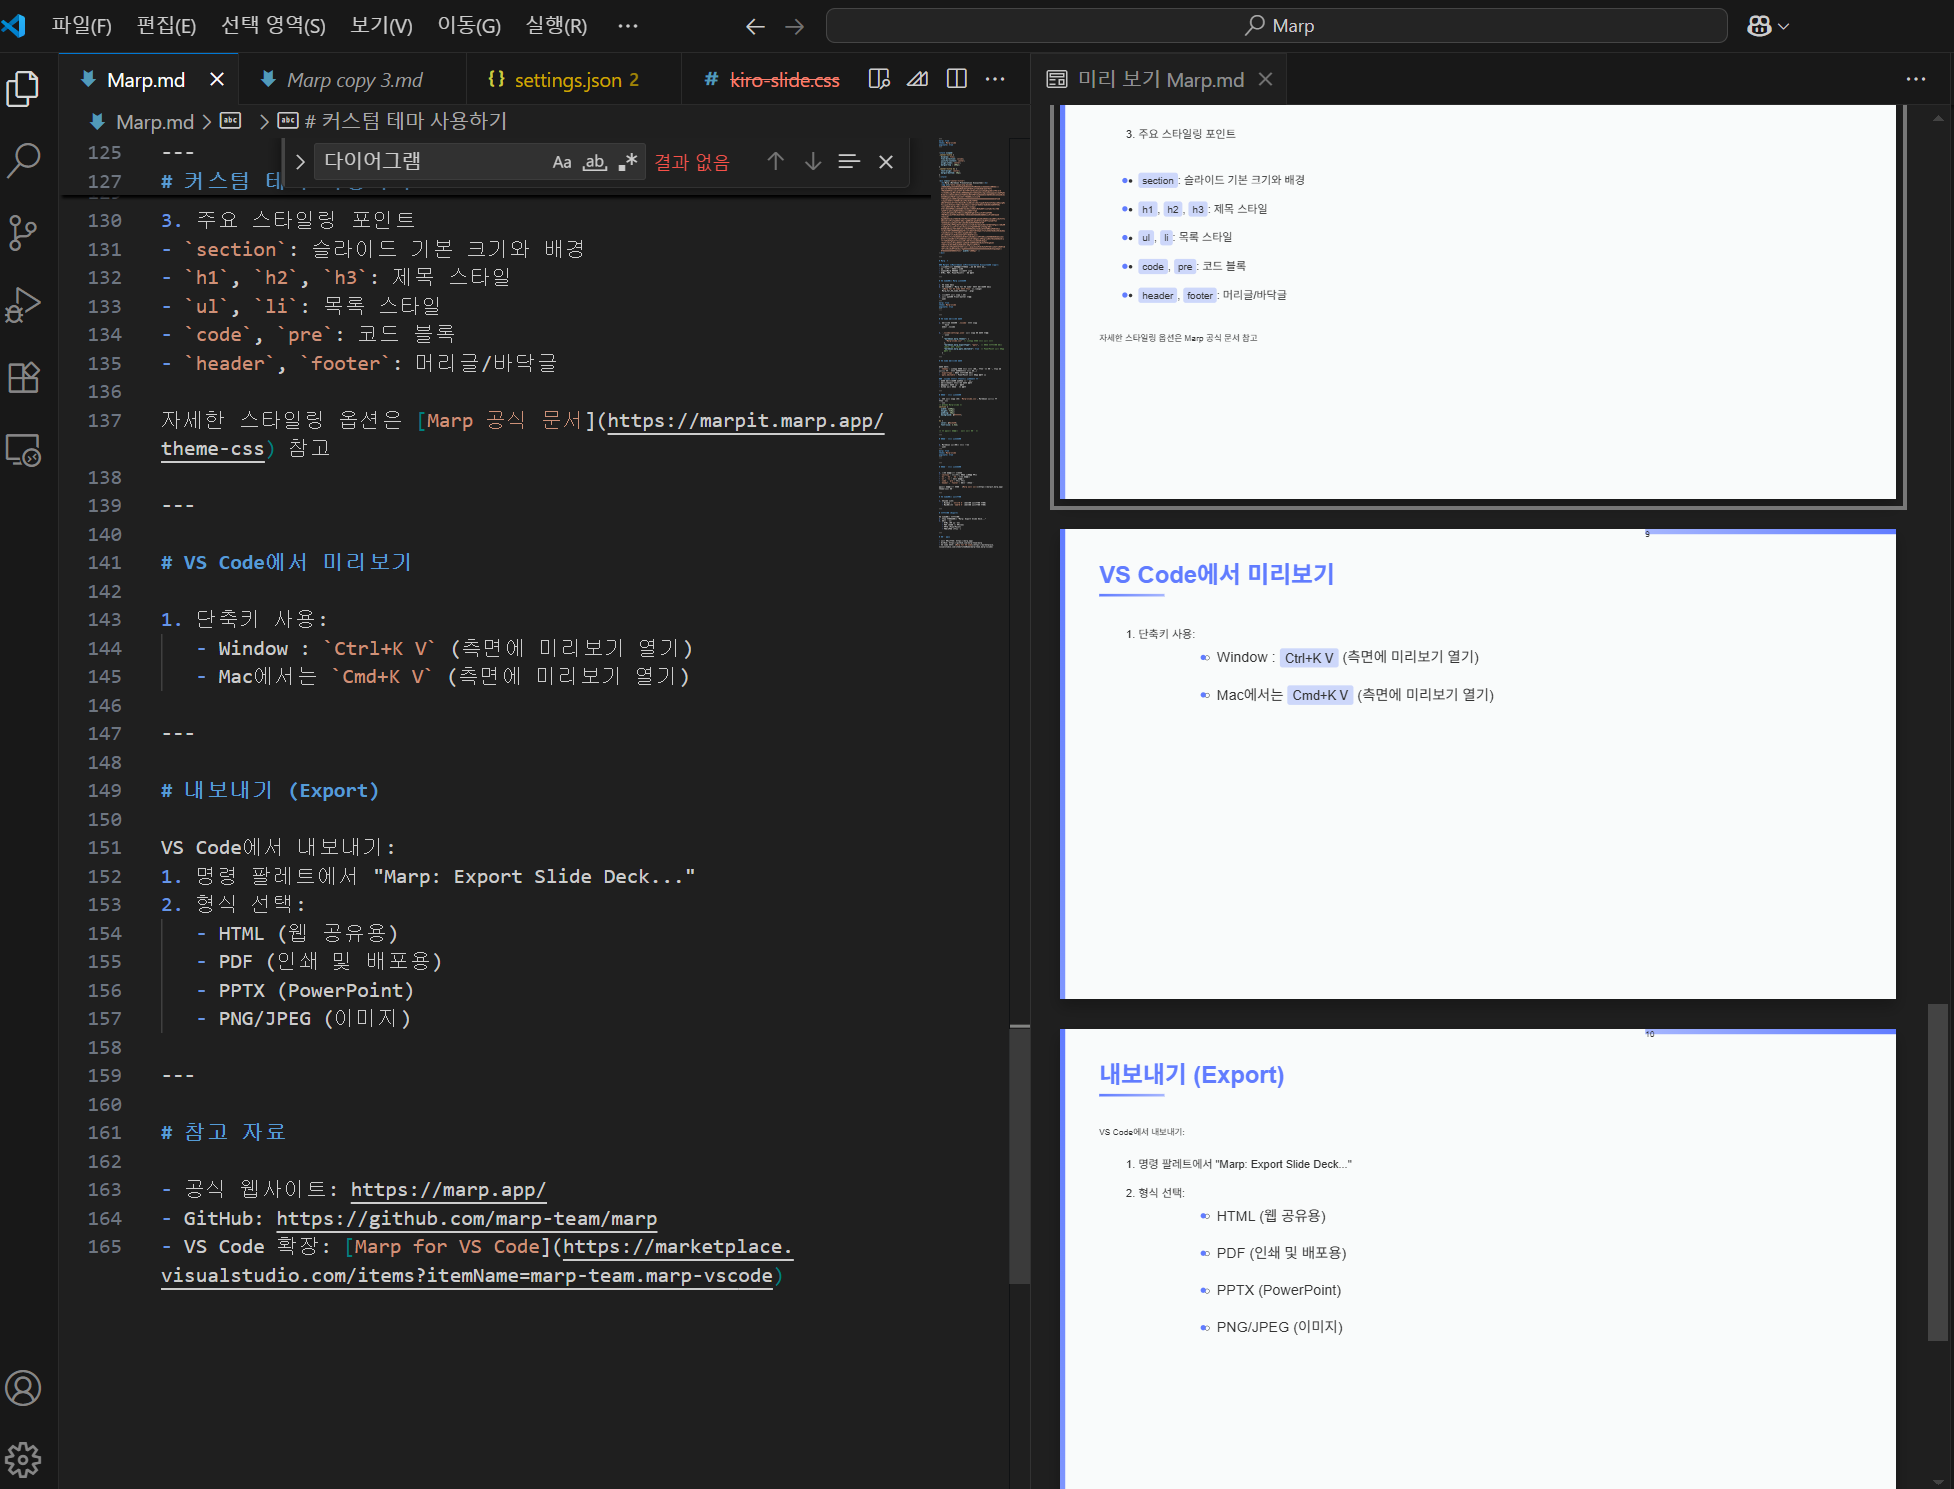 파일(F) 편집(E) 선택 영역(S) 보기(V) 이동(G) 실행(R) ··· Marp
Marp.md Marp copy 3.md {} settings.json 2 # kiro-slide.css ···
Marp.md > abc > abc # 커스텀 테마 사용하기
다이어그램 Aa ab .* 결과 없음
125 ---
127 # 커스텀 테
130 3. 주요 스타일링 포인트
131 - `section`: 슬라이드 기본 크기와 배경
132 - `h1`, `h2`, `h3`: 제목 스타일
133 - `ul`, `li`: 목록 스타일
134 - `code`, `pre`: 코드 블록
135 - `header`, `footer`: 머리글/바닥글
136
137 자세한 스타일링 옵션은 [Marp 공식 문서](https://marpit.marp.app/
theme-css) 참고
138
139 ---
140
141 # VS Code에서 미리보기
142
143 1. 단축키 사용:
144 - Window : `Ctrl+K V` (측면에 미리보기 열기)
145 - Mac에서는 `Cmd+K V` (측면에 미리보기 열기)
146
147 ---
148
149 # 내보내기 (Export)
150
151 VS Code에서 내보내기:
152 1. 명령 팔레트에서 "Marp: Export Slide Deck..."
153 2. 형식 선택:
154 - HTML (웹 공유용)
155 - PDF (인쇄 및 배포용)
156 - PPTX (PowerPoint)
157 - PNG/JPEG (이미지)
158
159 ---
160
161 # 참고 자료
162
163 - 공식 웹사이트: https://marp.app/
164 - GitHub: https://github.com/marp-team/marp
165 - VS Code 확장: [Marp for VS Code](https://marketplace.
visualstudio.com/items?itemName=marp-team.marp-vscode)
미리 보기 Marp.md ···
3. 주요 스타일링 포인트
section: 슬라이드 기본 크기와 배경
h1, h2, h3: 제목 스타일
ul, li: 목록 스타일
code, pre: 코드 블록
header, footer: 머리글/바닥글
자세한 스타일링 옵션은 Marp 공식 문서 참고
9
VS Code에서 미리보기
1. 단축키 사용:
Window : Ctrl+K V (측면에 미리보기 열기)
Mac에서는 Cmd+K V (측면에 미리보기 열기)
10
내보내기 (Export)
VS Code에서 내보내기:
1. 명령 팔레트에서 "Marp: Export Slide Deck..."
2. 형식 선택:
HTML (웹 공유용)
PDF (인쇄 및 배포용)
PPTX (PowerPoint)
PNG/JPEG (이미지)